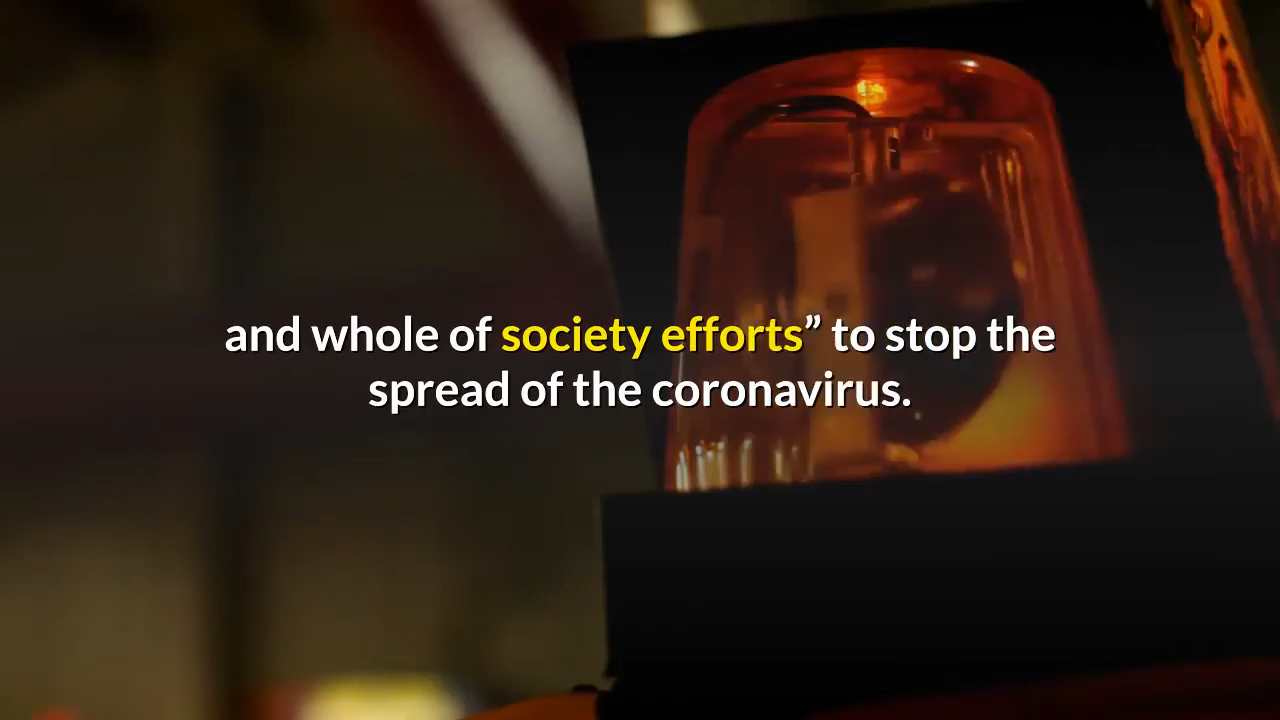 and whole of society efforts” to stop the
spread of the coronavirus.